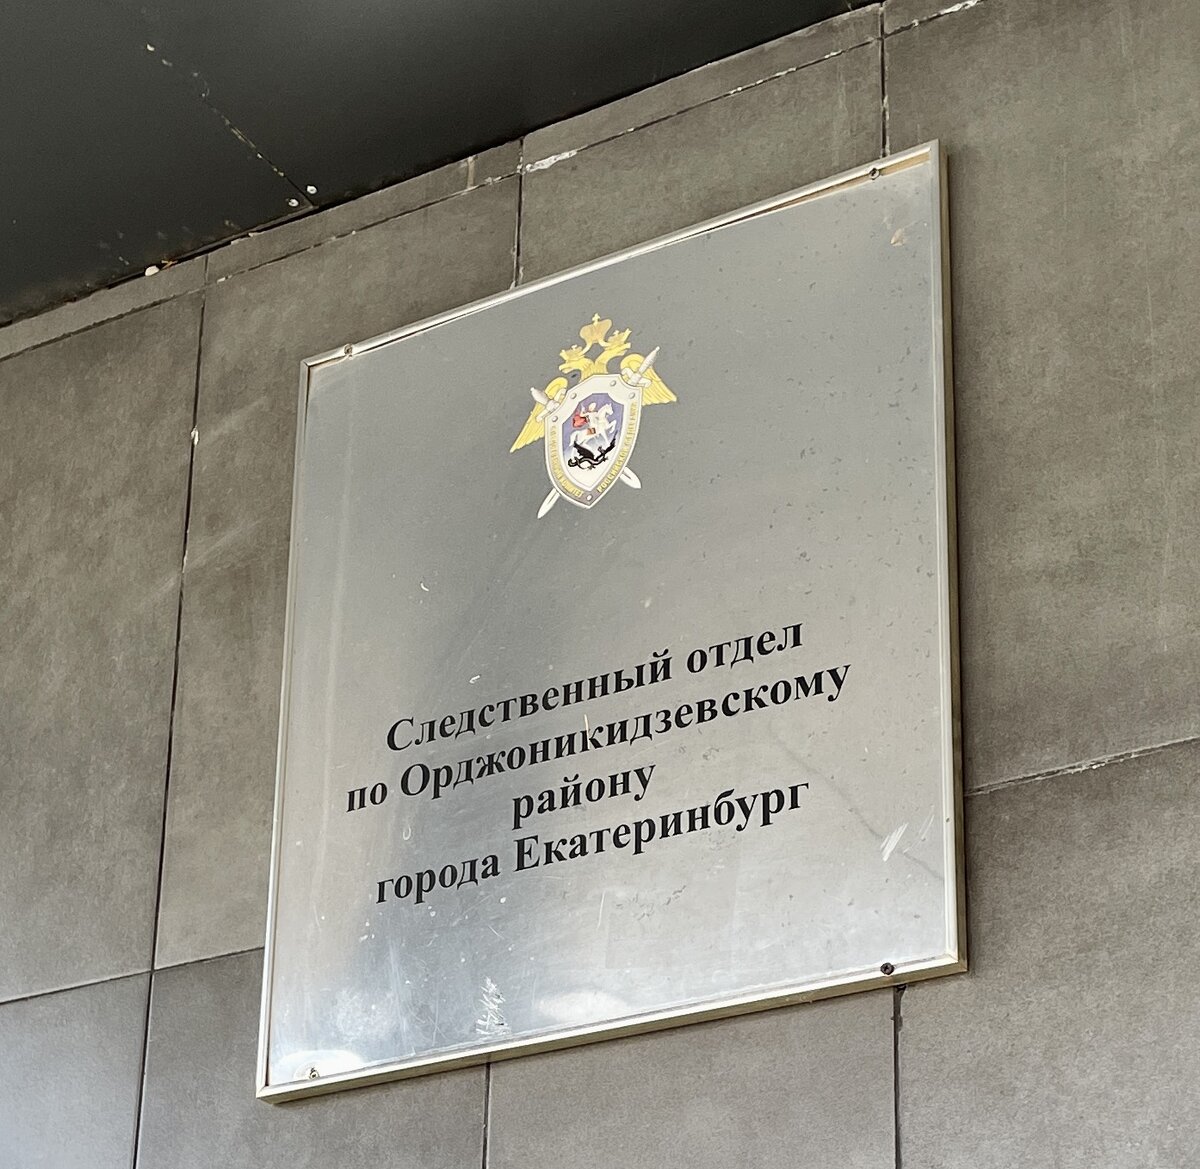 Следственный отдел
по Орджоникидзевскому
району
города Екатеринбург